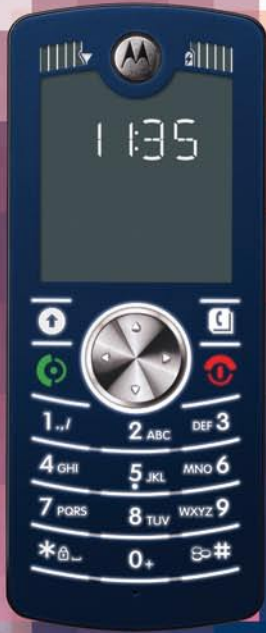 11:35
1.,/
2 ABC
DEF 3
4 GHI
5 JKL
MNO 6
7 PQRS
8 TUV
WXYZ 9
*
0+
#